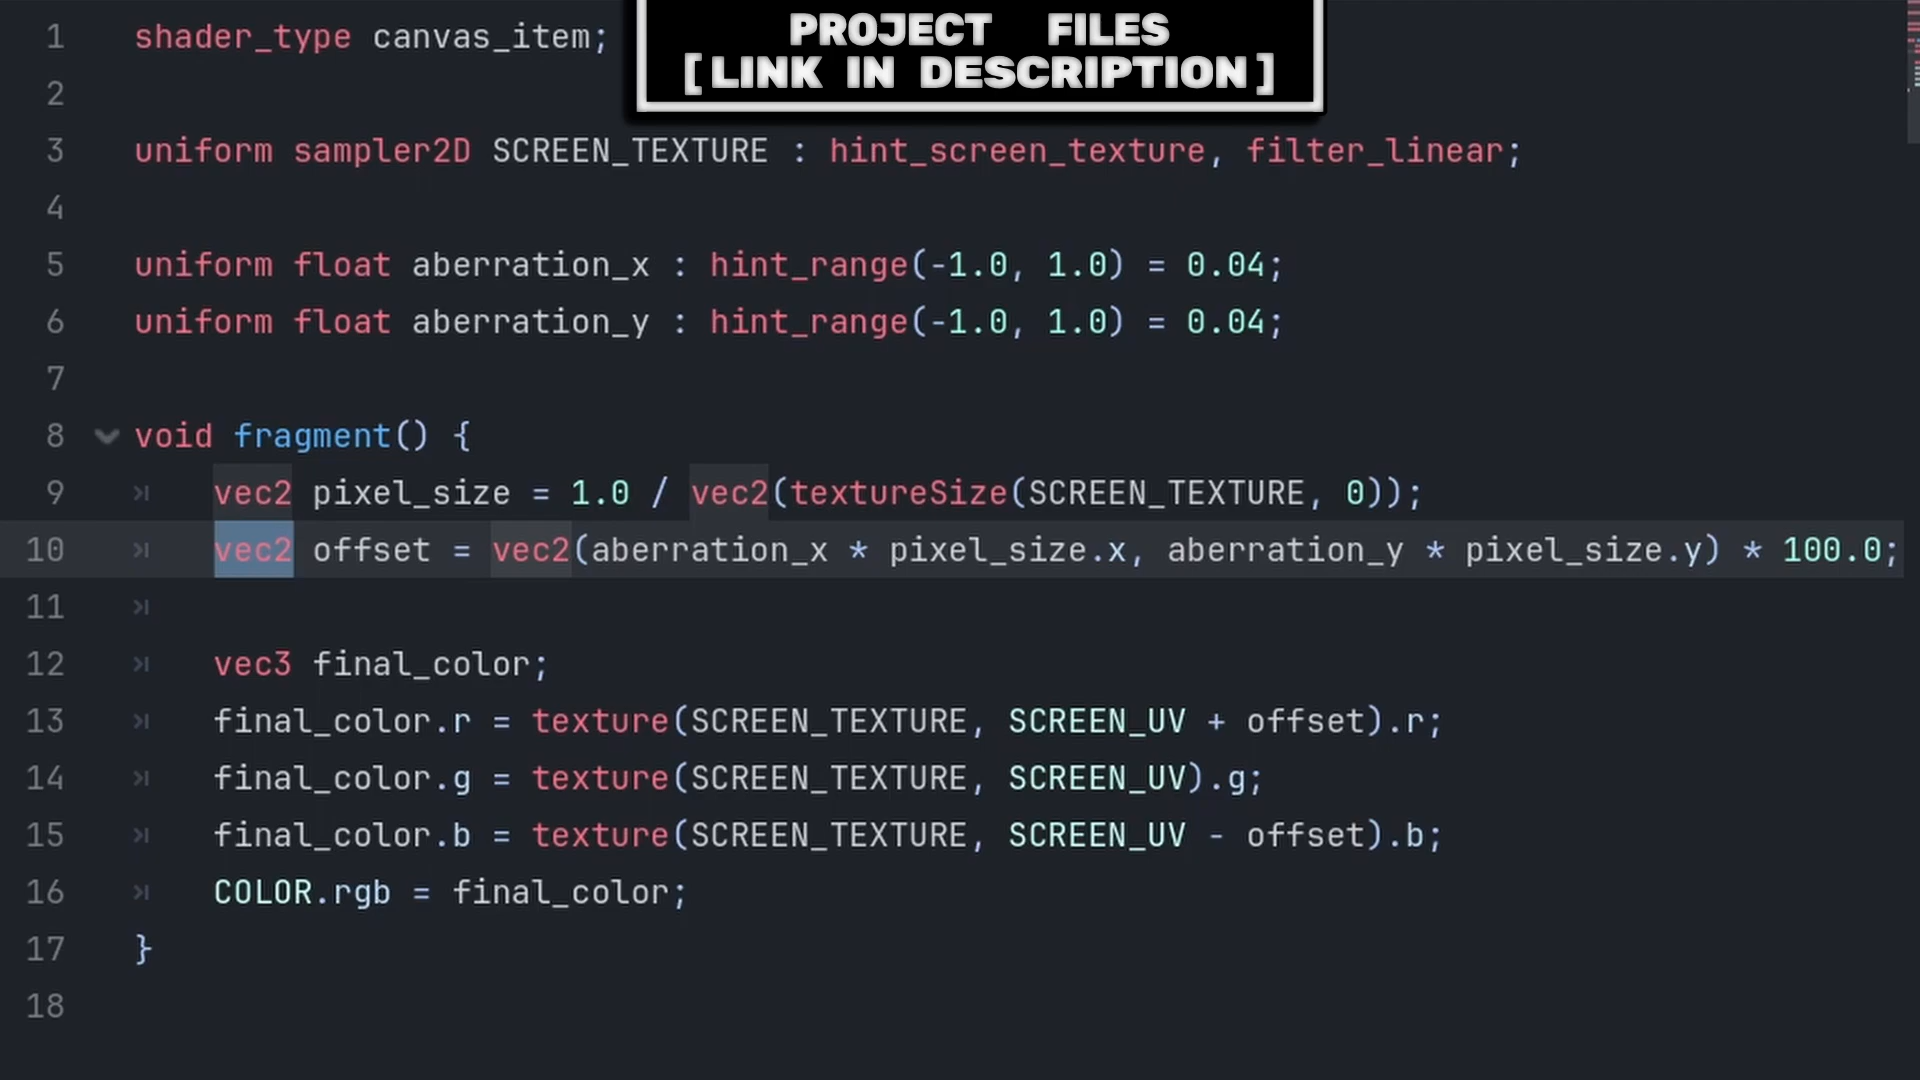 PROJECT FILES
[LINK IN DESCRIPTION]
1 shader_type canvas_item;
2
3 uniform sampler2D SCREEN_TEXTURE : hint_screen_texture, filter_linear;
4
5 uniform float aberration_x : hint_range(-1.0, 1.0) = 0.04;
6 uniform float aberration_y : hint_range(-1.0, 1.0) = 0.04;
7
8 void fragment() {
9 vec2 pixel_size = 1.0 / vec2(textureSize(SCREEN_TEXTURE, 0));
10 vec2 offset = vec2(aberration_x * pixel_size.x, aberration_y * pixel_size.y) * 100.0;
11
12 vec3 final_color;
13 final_color.r = texture(SCREEN_TEXTURE, SCREEN_UV + offset).r;
14 final_color.g = texture(SCREEN_TEXTURE, SCREEN_UV).g;
15 final_color.b = texture(SCREEN_TEXTURE, SCREEN_UV - offset).b;
16 COLOR.rgb = final_color;
17 }
18